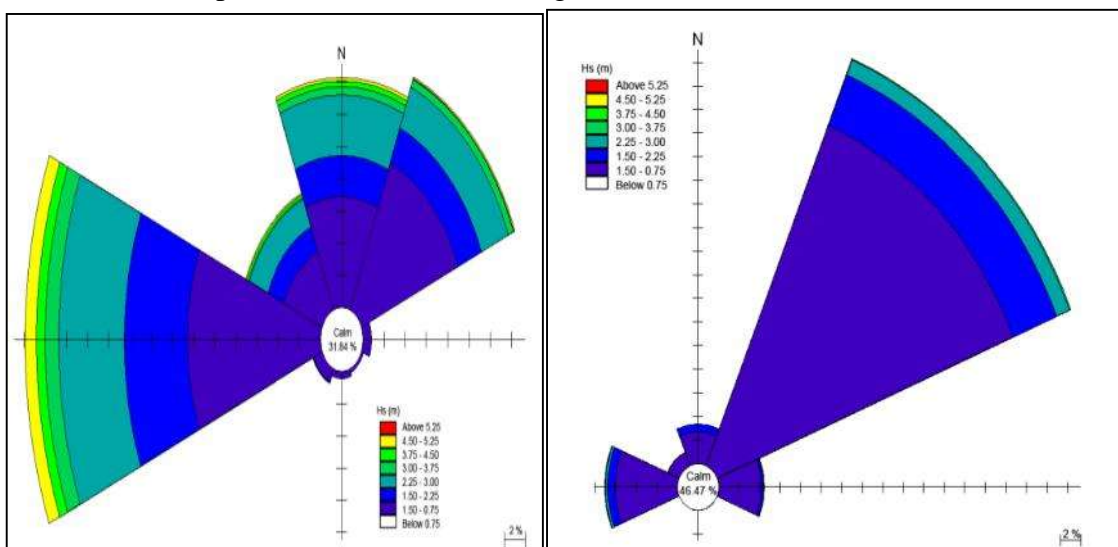 N
Calm
31.84 %
Hs (m)
Above 5.25
4.50 - 5.25
3.75 - 4.50
3.00 - 3.75
2.25 - 3.00
1.50 - 2.25
1.50 - 0.75
Below 0.75
2 %
N
Hs (m)
Above 5.25
4.50 - 5.25
3.75 - 4.50
3.00 - 3.75
2.25 - 3.00
1.50 - 2.25
1.50 - 0.75
Below 0.75
Calm
46.47 %
2 %